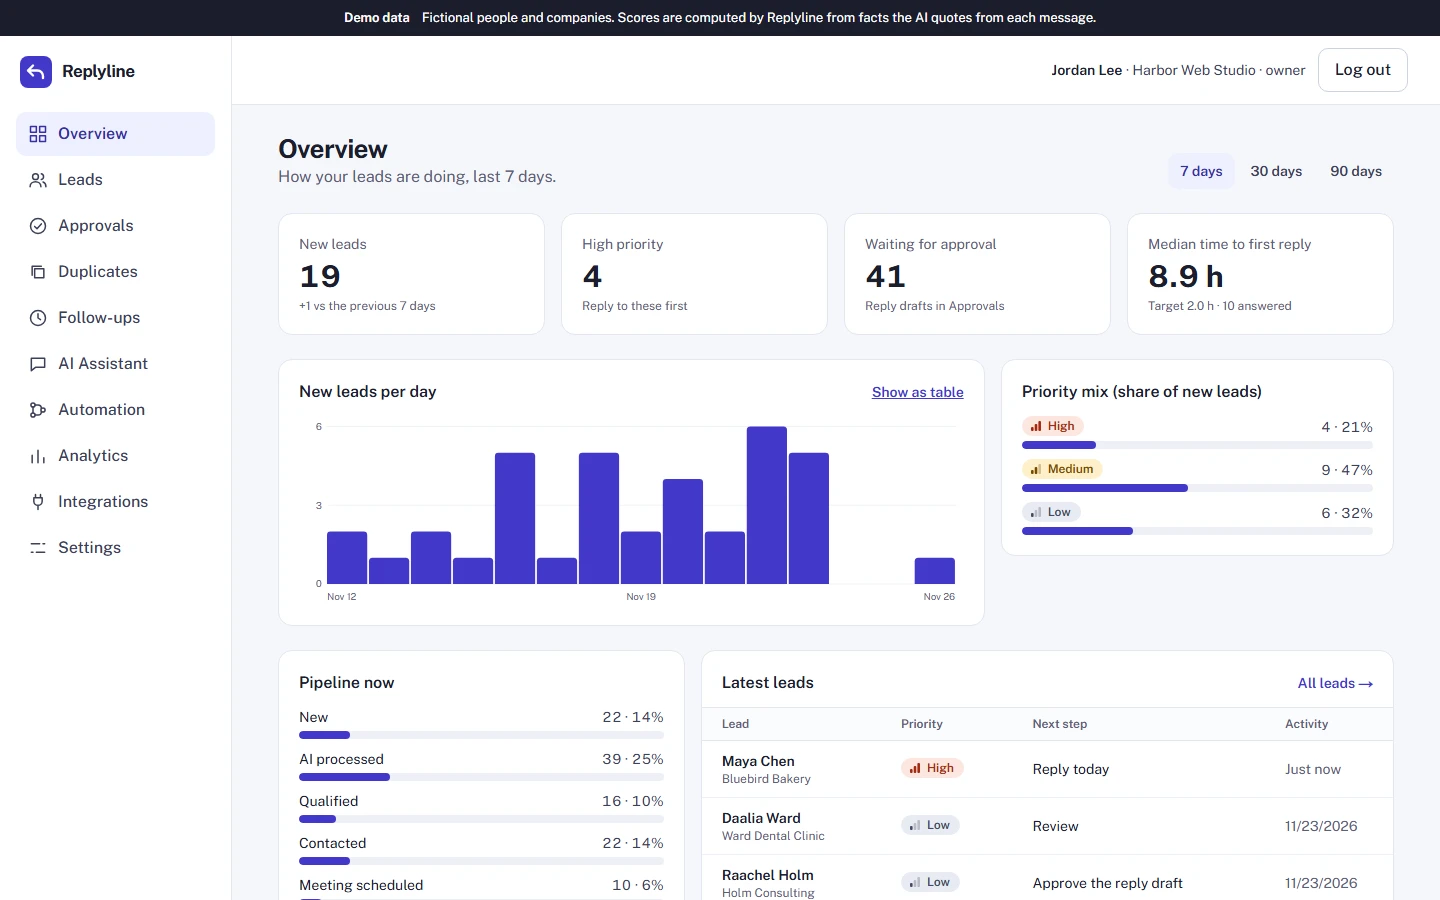 Demo data Fictional people and companies. Scores are computed by Replyline from facts the AI quotes from each message.
Replyline
Jordan Lee · Harbor Web Studio · owner
Log out
Overview
Leads
Approvals
Duplicates
Follow-ups
AI Assistant
Automation
Analytics
Integrations
Settings
Overview
How your leads are doing, last 7 days.
7 days
30 days
90 days
New leads
19
+1 vs the previous 7 days
High priority
4
Reply to these first
Waiting for approval
41
Reply drafts in Approvals
Median time to first reply
8.9 h
Target 2.0 h · 10 answered
New leads per day
Show as table
6
3
0
Nov 12
Nov 19
Nov 26
Priority mix (share of new leads)
High 4 · 21%
Medium 9 · 47%
Low 6 · 32%
Pipeline now
New 22 · 14%
AI processed 39 · 25%
Qualified 16 · 10%
Contacted 22 · 14%
Meeting scheduled 10 · 6%
Latest leads
All leads →
Lead Priority Next step Activity
Maya Chen
Bluebird Bakery
High
Reply today
Just now
Daalia Ward
Ward Dental Clinic
Low
Review
11/23/2026
Raachel Holm
Holm Consulting
Low
Approve the reply draft
11/23/2026